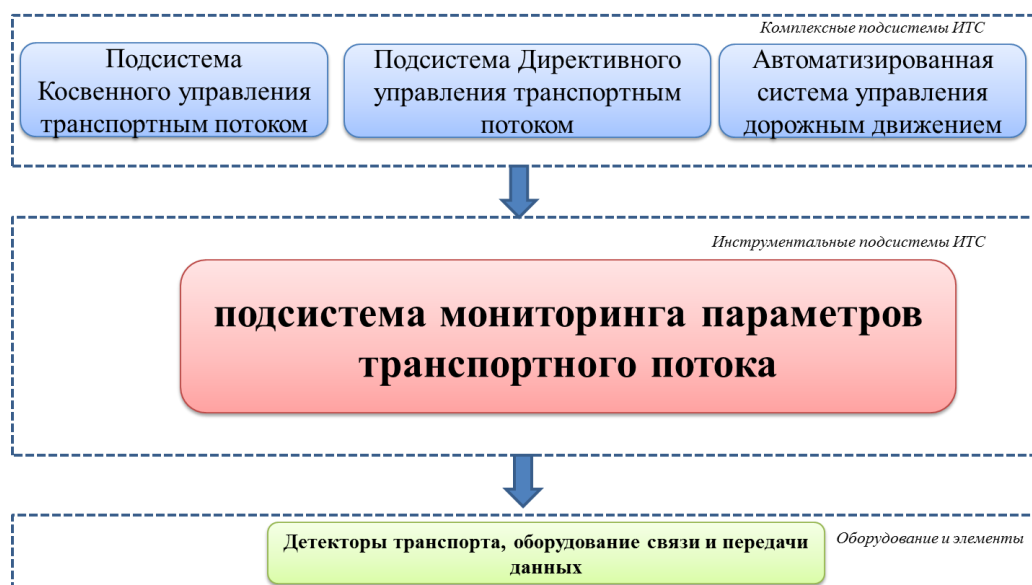 Комплексные подсистемы ИТС
Подсистема
Косвенного управления
транспортным потоком
Подсистема Директивного
управления транспортным
потоком
Автоматизированная
система управления
дорожным движением
Инструментальные подсистемы ИТС
подсистема мониторинга параметров
транспортного потока
Оборудование и элементы
Детекторы транспорта, оборудование связи и передачи
данных